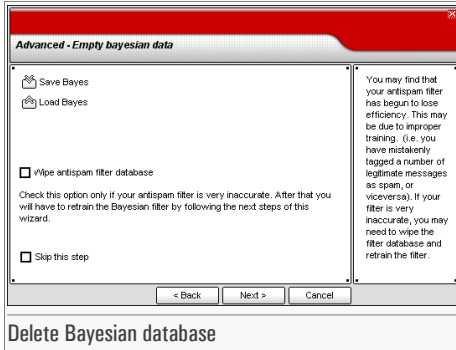 Advanced - Empty bayesian data
Save Bayes
Load Bayes
Wipe antispam filter database
Check this option only if your antispam filter is very inaccurate. After that you
will have to retrain the Bayesian filter by following the next steps of this
wizard.
Skip this step
You may find that
your antispam filter
has begun to lose
efficiency. This may
be due to improper
training. (i.e. you
have mistakenly
tagged a number of
legitimate messages
as spam, or
viceversa). If your
filter is very
inaccurate, you may
need to wipe the
filter database and
retrain the filter.
< Back
Next >
Cancel
Delete Bayesian database